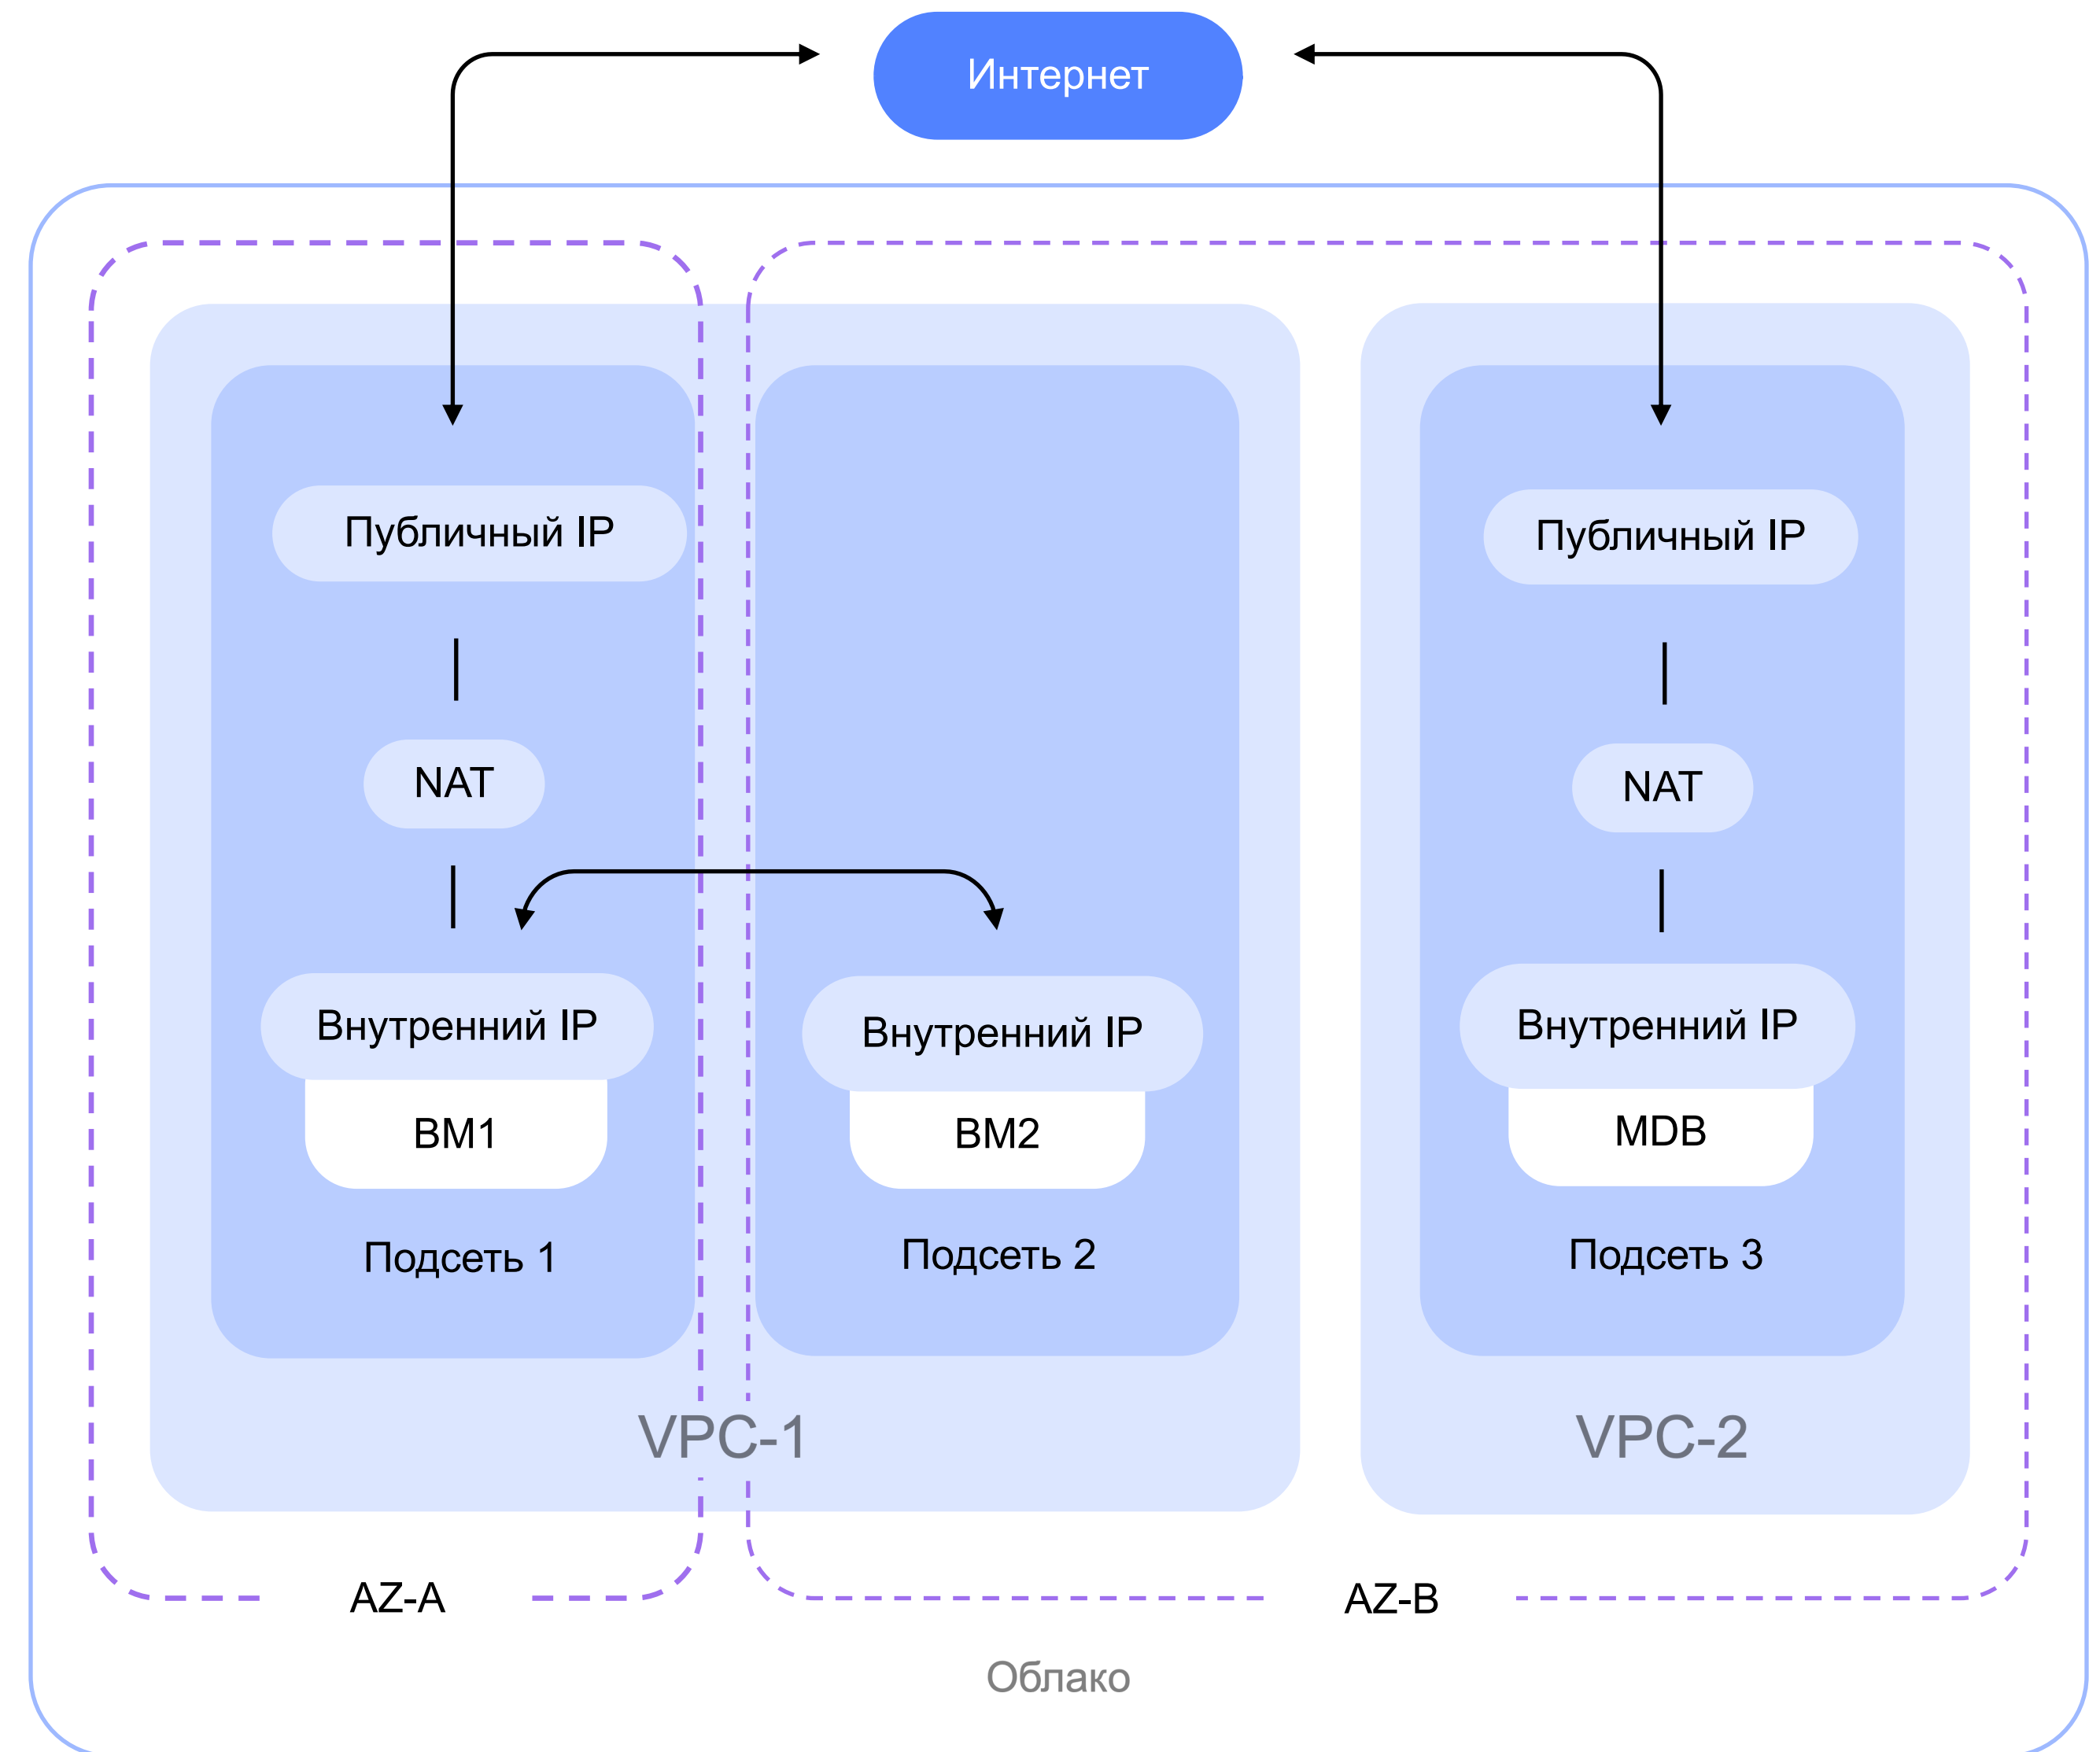 Интернет
Публичный IP
Публичный IP
NAT
NAT
Внутренний IP
Внутренний IP
Внутренний IP
ВМ1
ВМ2
MDB
Подсеть 1
Подсеть 2
Подсеть 3
VPC-1
VPC-2
AZ-A
AZ-B
Облако